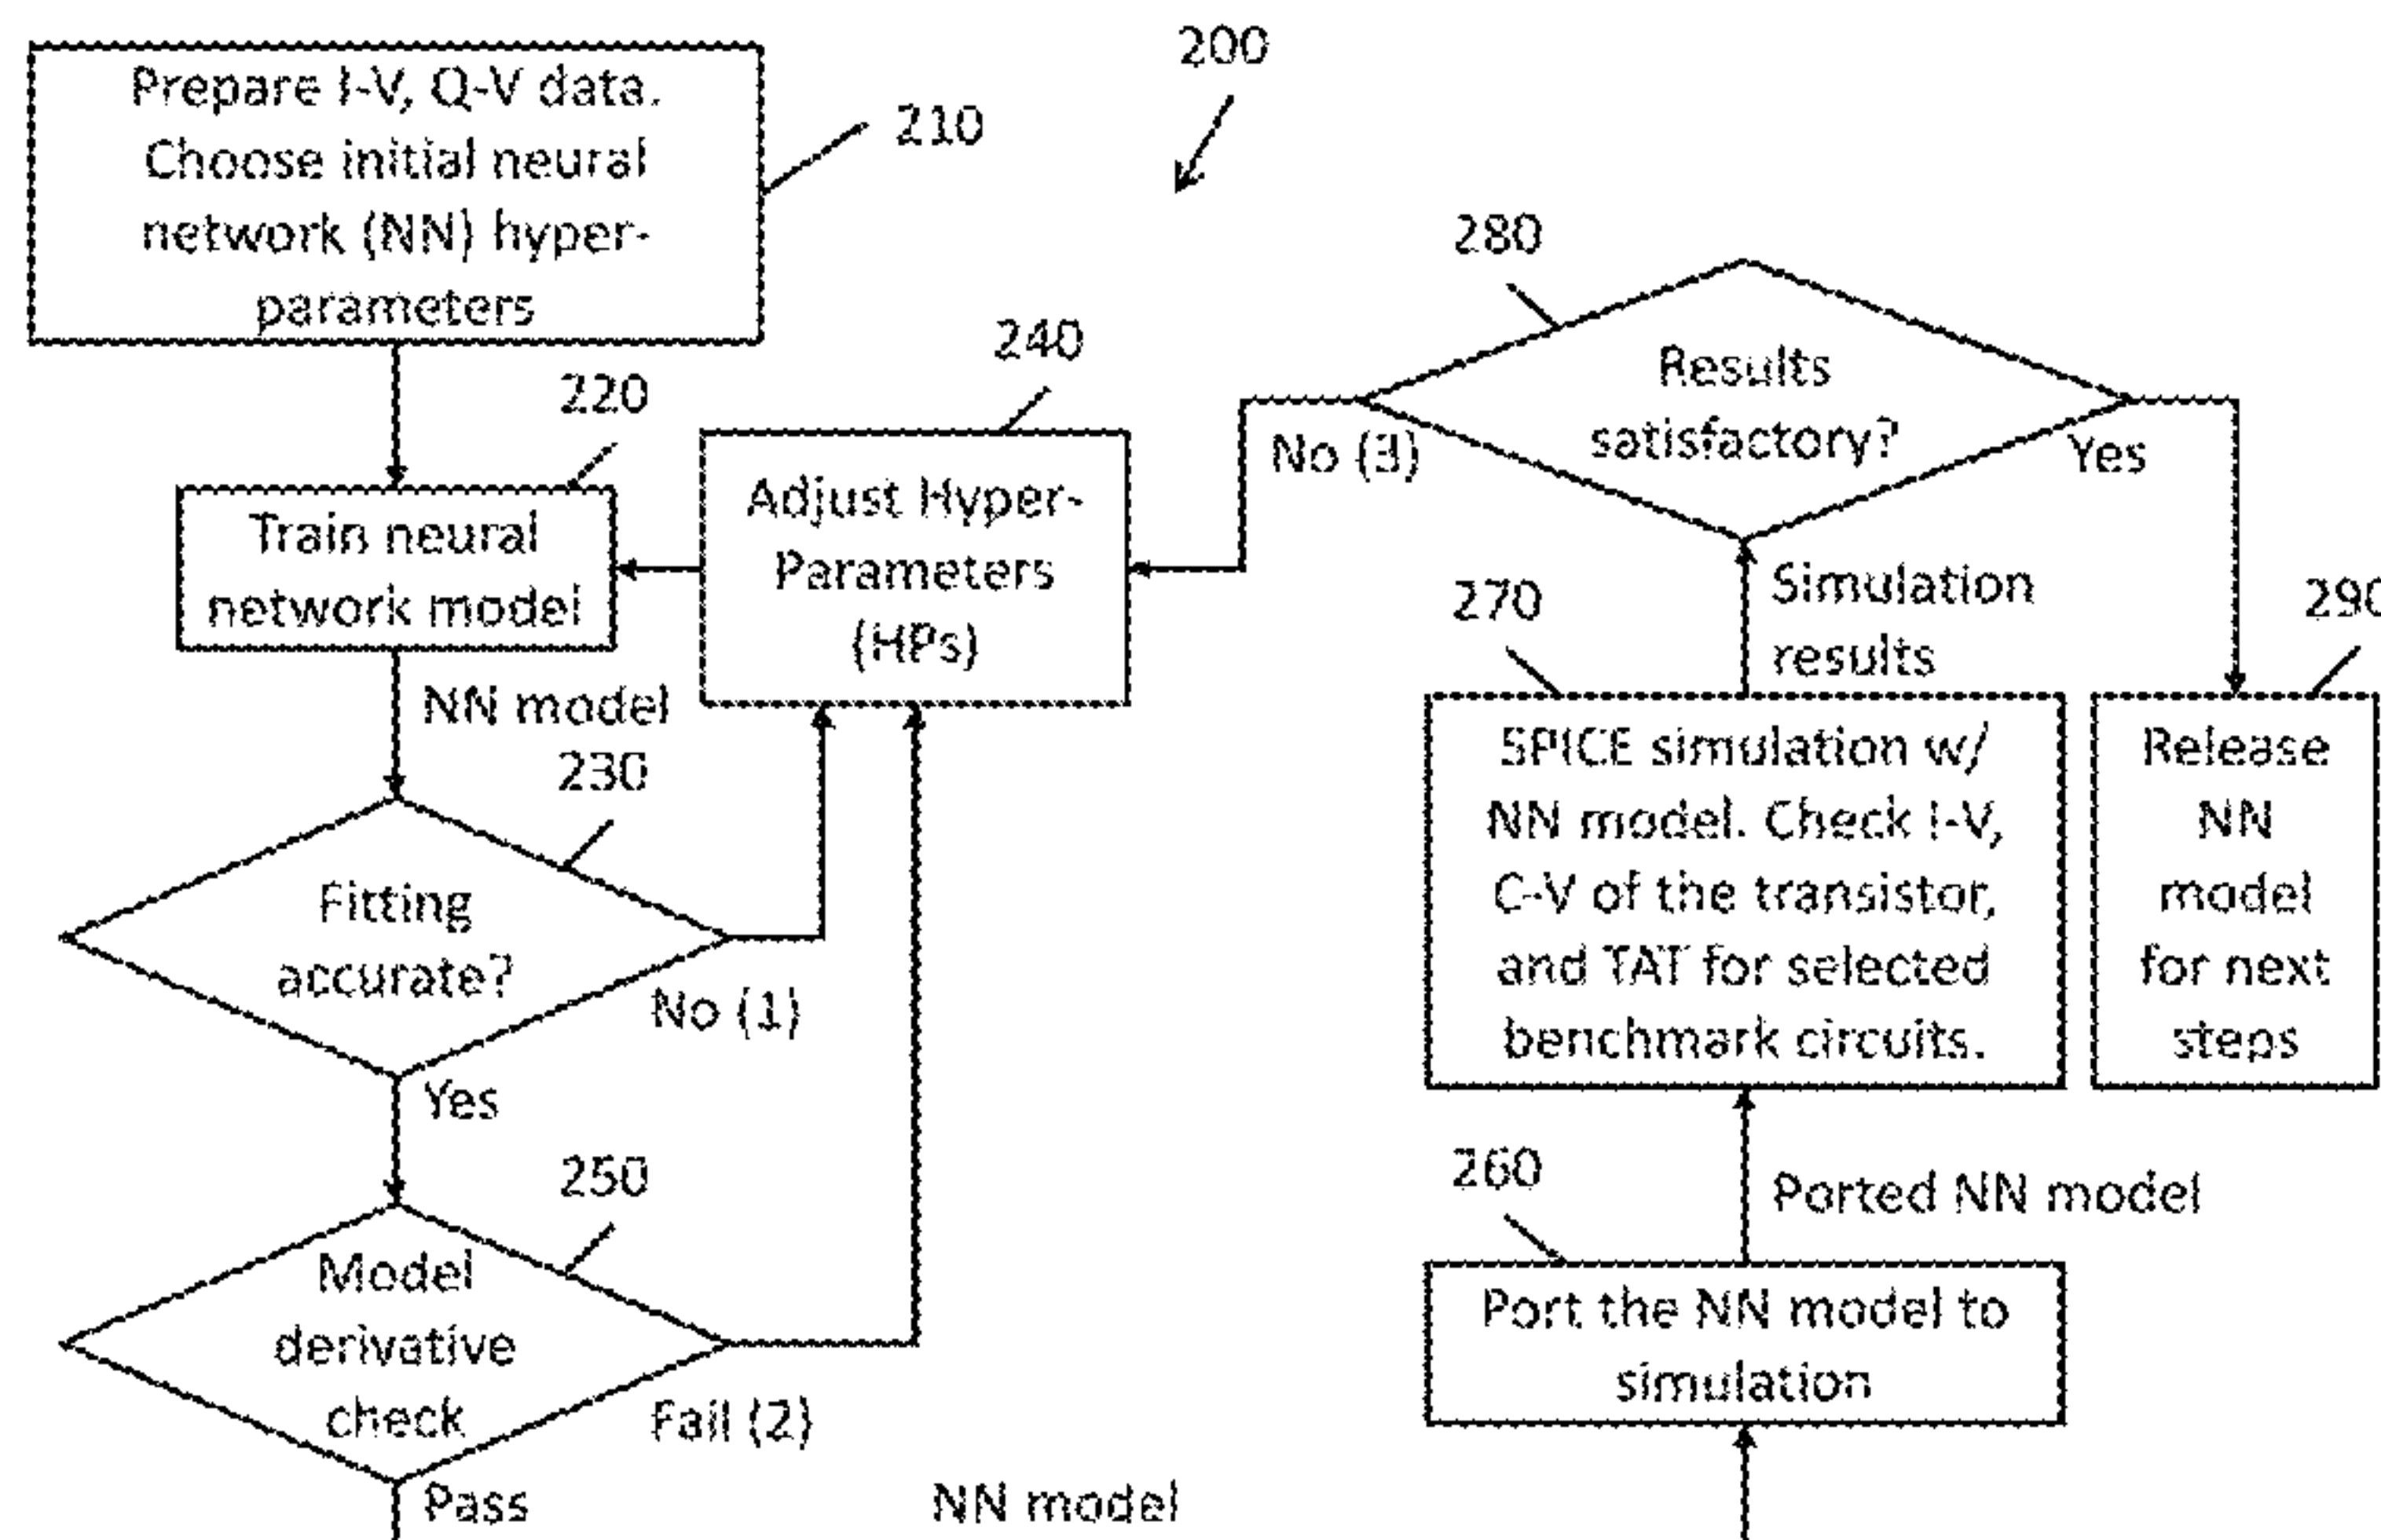 200
Prepare I-V, Q-V data.
Choose initial neural
network (NN) hyper-
parameters
210
220
Train neural
network model
240
Adjust Hyper-
Parameters
(HPs)
NN model
230
Fitting
accurate?
No (1)
Yes
250
Model
derivative
check
Fail (2)
Pass
NN model
260
Port the NN model to
simulation
Ported NN model
270
SPICE simulation w/
NN model. Check I-V,
C-V of the transistor,
and TAT for selected
benchmark circuits.
Simulation
results
280
Results
satisfactory?
No (3)
Yes
290
Release
NN
model
for next
steps